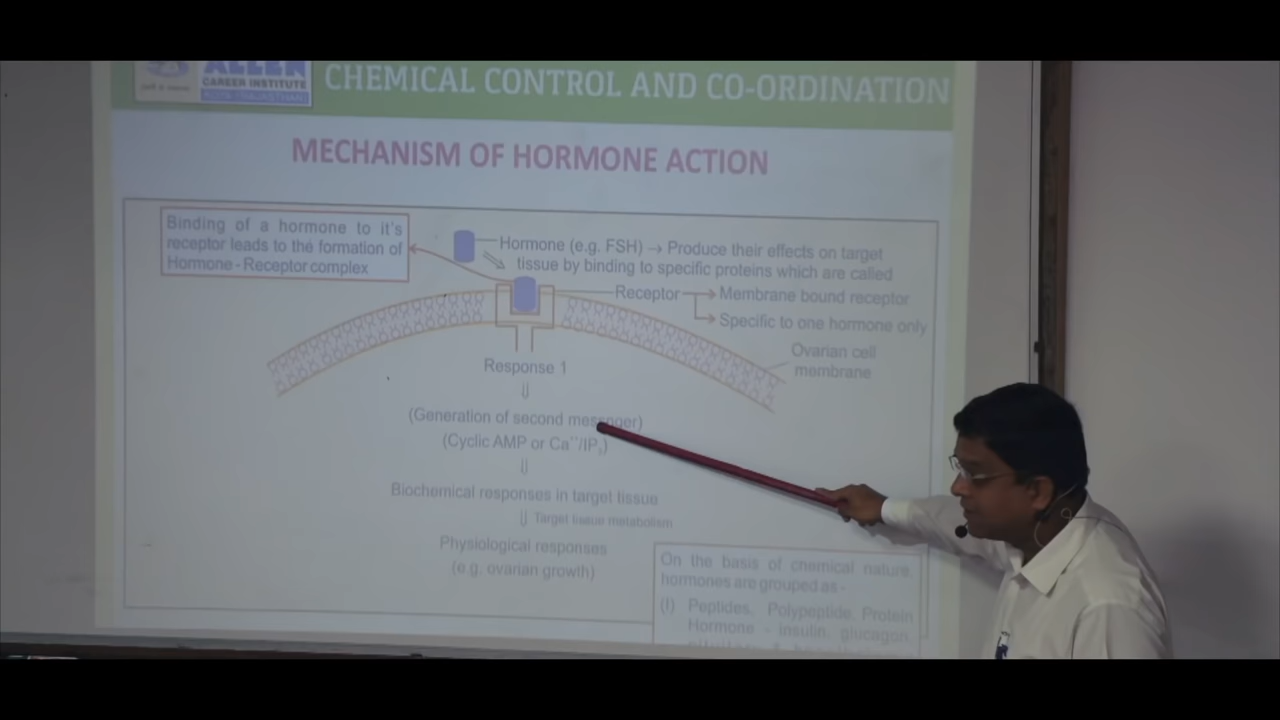 ALLEN
CAREER INSTITUTE
CHEMICAL CONTROL AND CO-ORDINATION
MECHANISM OF HORMONE ACTION
Binding of a hormone to it's
receptor leads to the formation of
Hormone - Receptor complex
Hormone (e.g. FSH) → Produce their effects on target
tissue by binding to specific proteins which are called
Receptor
Membrane bound receptor
Specific to one hormone only
Ovarian cell
membrane
Response 1
(Generation of second messnger)
(Cyclic AMP or Ca⁺⁺/IP₃)
Biochemical responses in target tissue
Target tissue metabolism
Physiological responses
(e.g. ovarian growth)
On the basis of chemical nature,
hormones are grouped as -
(I) Peptides, Polypeptide, Protein
Hormone - insulin, glucagon,